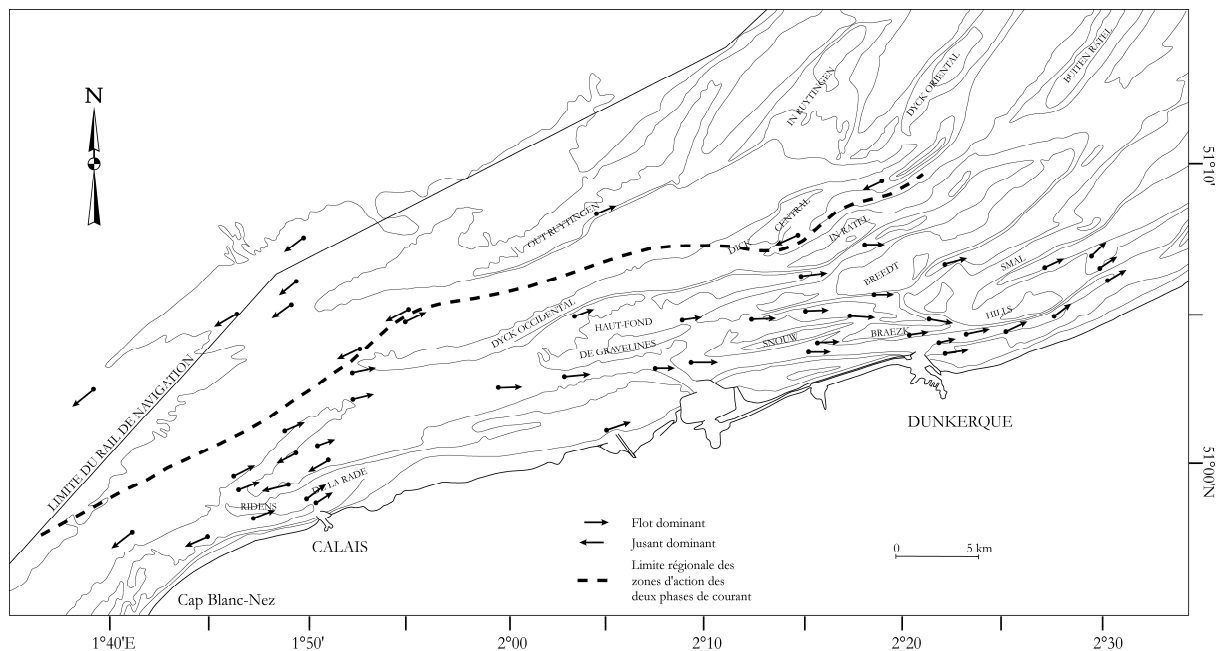 N
BUITEN RATEL
DYCK ORIENTAL
IN RUYTINGEN
51°10'
OUT RUYTINGEN
DICK
CENTRAL
IN RATEL
SMAL
BREEDT
DYCK OCCIDENTAL
HILLS
HAUT-FOND
BRAEZK
SNOUW
DE GRAVELINES
LIMITE DU RAIL DE NAVIGATION
DUNKERQUE
51°00'N
DE LA RADE
RIDENS
Flot dominant
CALAIS
Jusant dominant
0 5 km
Limite régionale des
zones d'action des
deux phases de courant
Cap Blanc-Nez
1°40'E 1°50' 2°00 2°10 2°20 2°30